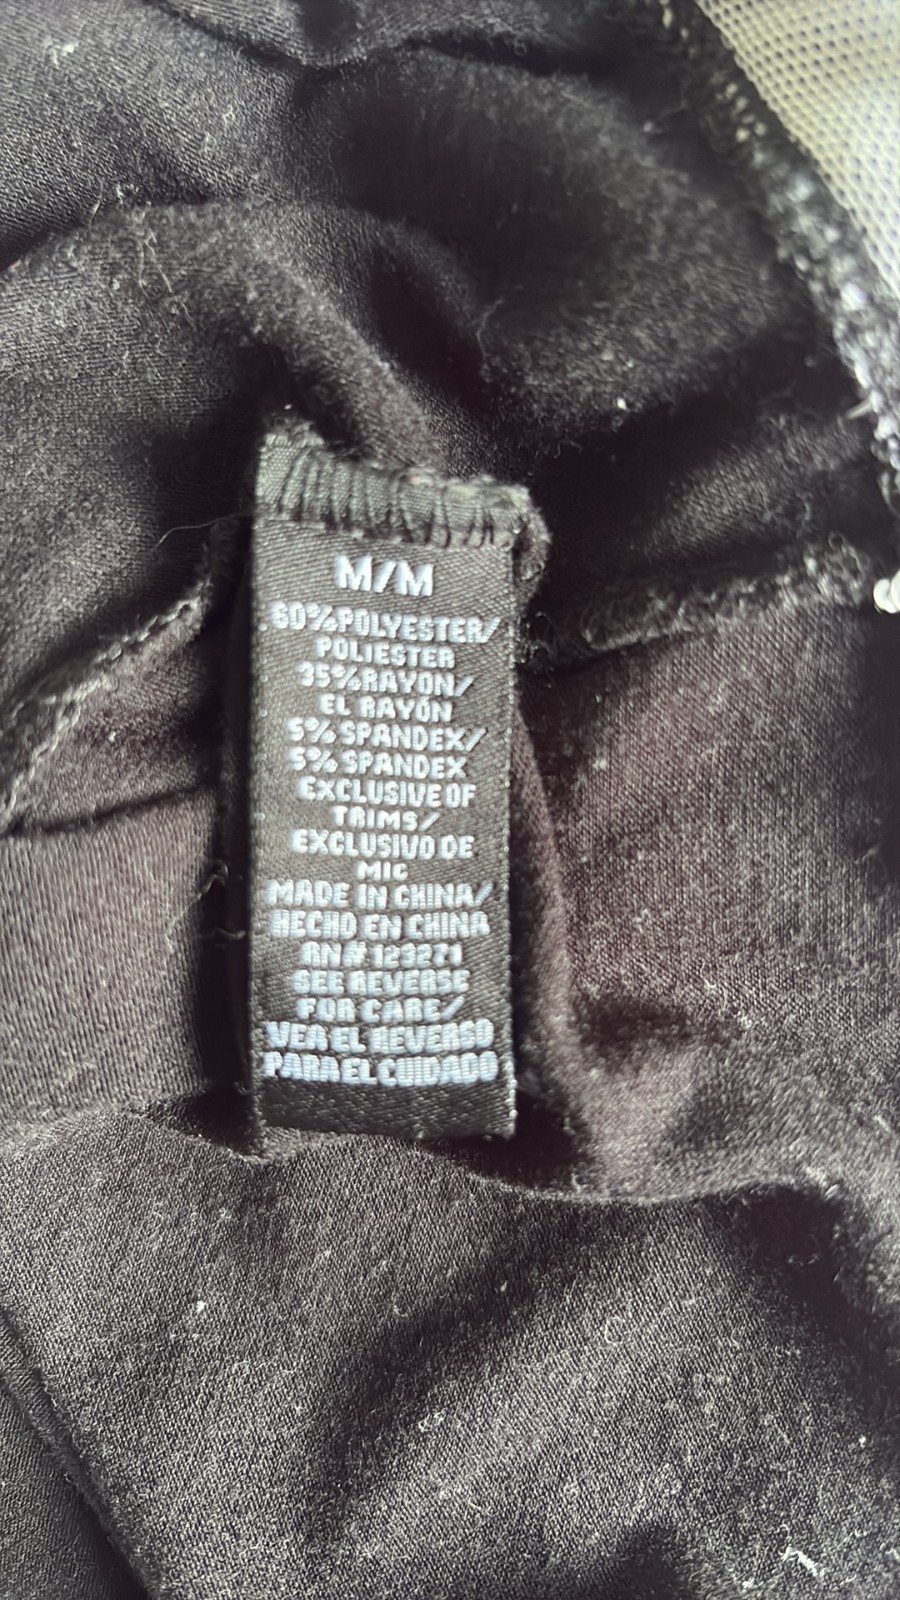 M/M
60%POLYESTER/
POLIESTER
35%RAYON/
EL RAYÓN
5% SPANDEX/
5% SPANDEX
EXCLUSIVE OF
TRIMS/
EXCLUSIVO DE
MIC
MADE IN CHINA/
HECHO EN CHINA
RN# 123271
SEE REVERSE
FOR CARE/
VER EL REVERSO
PARA EL CUIDADO